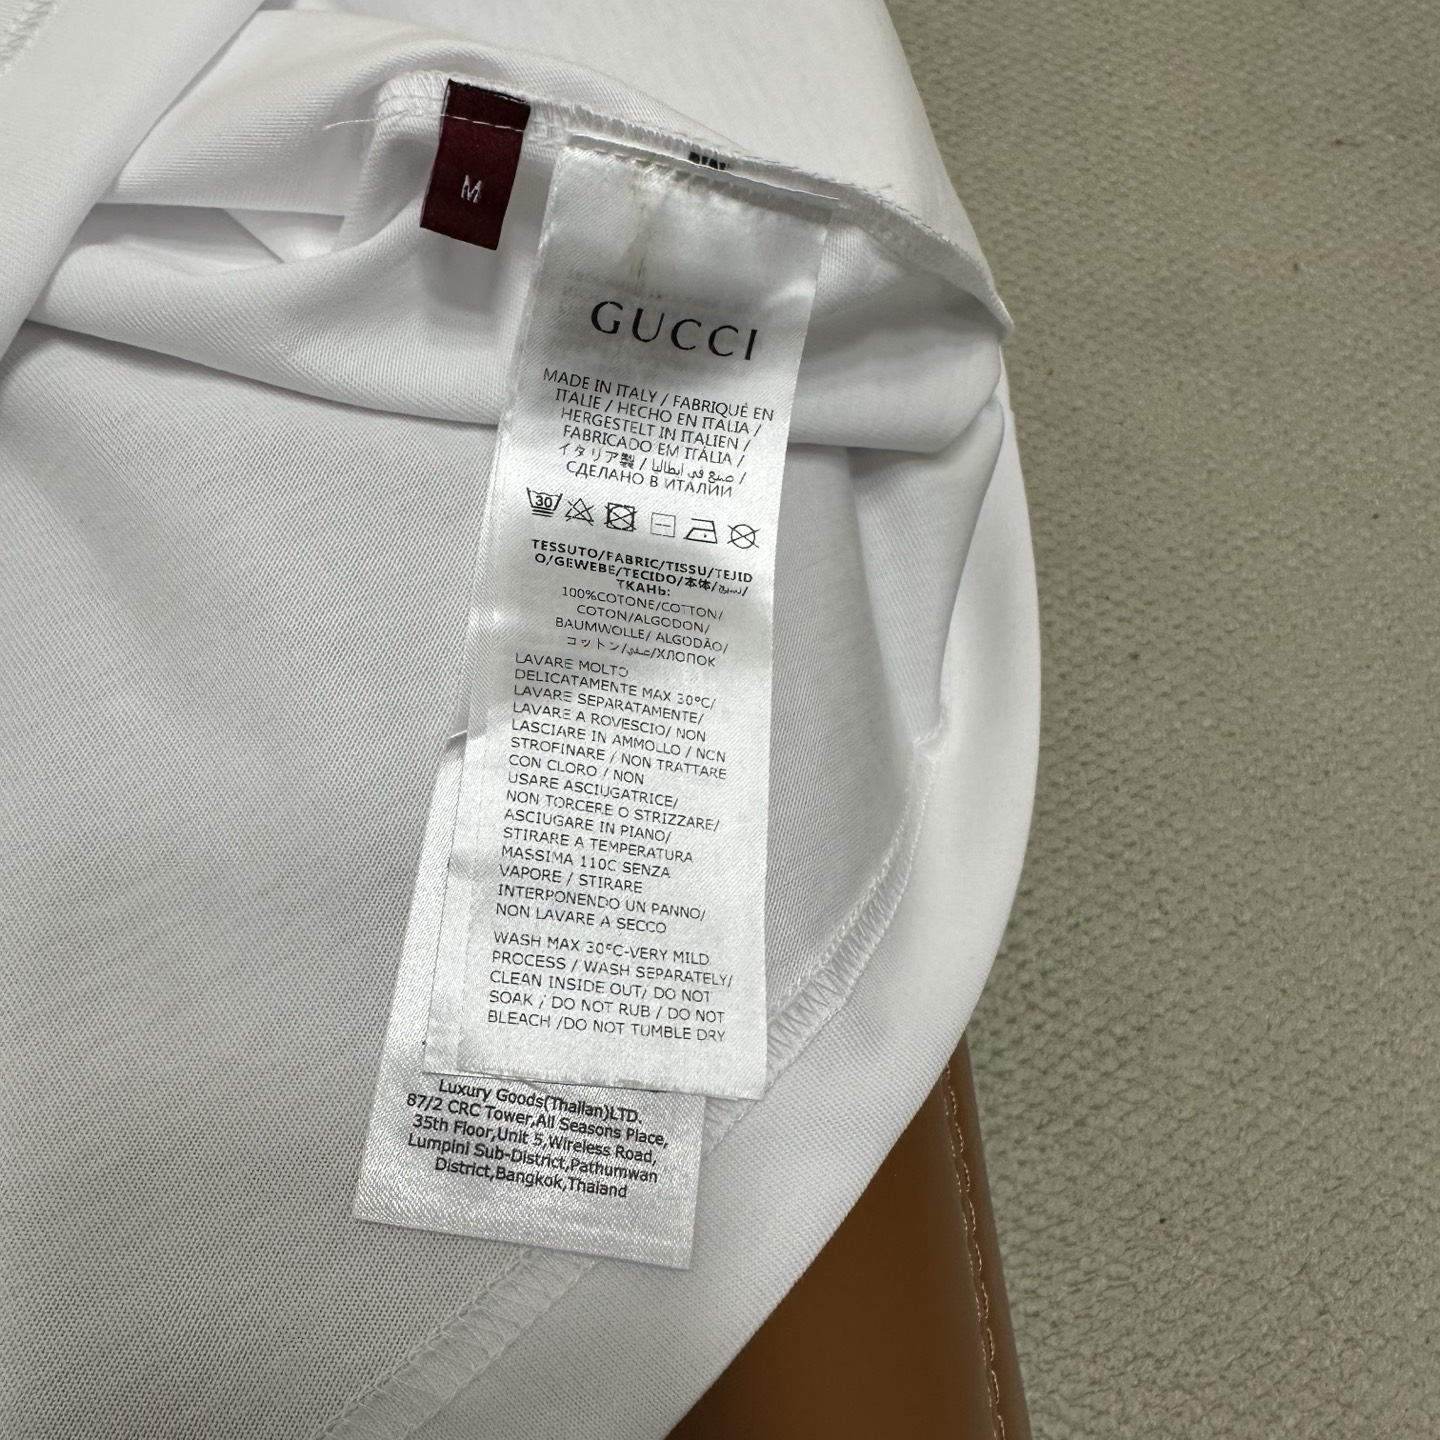 M
GUCCI
MADE IN ITALY / FABRIQUÉ EN
ITALIE / HECHO EN ITALIA /
HERGESTELT IN ITALIEN /
FABRICADO EM ITÁLIA /
イタリア製 / صنع في ايطاليا /
СДЕЛАНО В ИТАЛИИ
30
TESSUTO/FABRIC/TISSU/TEJID
O/GEWEBE/TECIDO/本体/
ТКАНЬ:
100%COTONE/COTTON/
COTON/ALGODON/
BAUMWOLLE/ ALGODÃO/
コットン/قطن/ХЛОПОК
LAVARE MOLTO
DELICATAMENTE MAX 30°C/
LAVARE SEPARATAMENTE/
LAVARE A ROVESCIO/ NON
LASCIARE IN AMMOLLO / NCN
STROFINARE / NON TRATTARE
CON CLORO / NON
USARE ASCIUGATRICE/
NON TORCERE O STRIZZARE/
ASCIUGARE IN PIANO/
STIRARE A TEMPERATURA
MASSIMA 110C SENZA
VAPORE / STIRARE
INTERPONENDO UN PANNO/
NON LAVARE A SECCO
WASH MAX 30°C-VERY MILD
PROCESS / WASH SEPARATELY/
CLEAN INSIDE OUT/ DO NOT
SOAK / DO NOT RUB / DO NOT
BLEACH /DO NOT TUMBLE DRY
Luxury Goods(Thailan)LTD.
87/2 CRC Tower,All Seasons Place,
35th Floor,Unit 5,Wireless Road,
Lumpini Sub-District,Pathumwan
District,Bangkok,Thailand